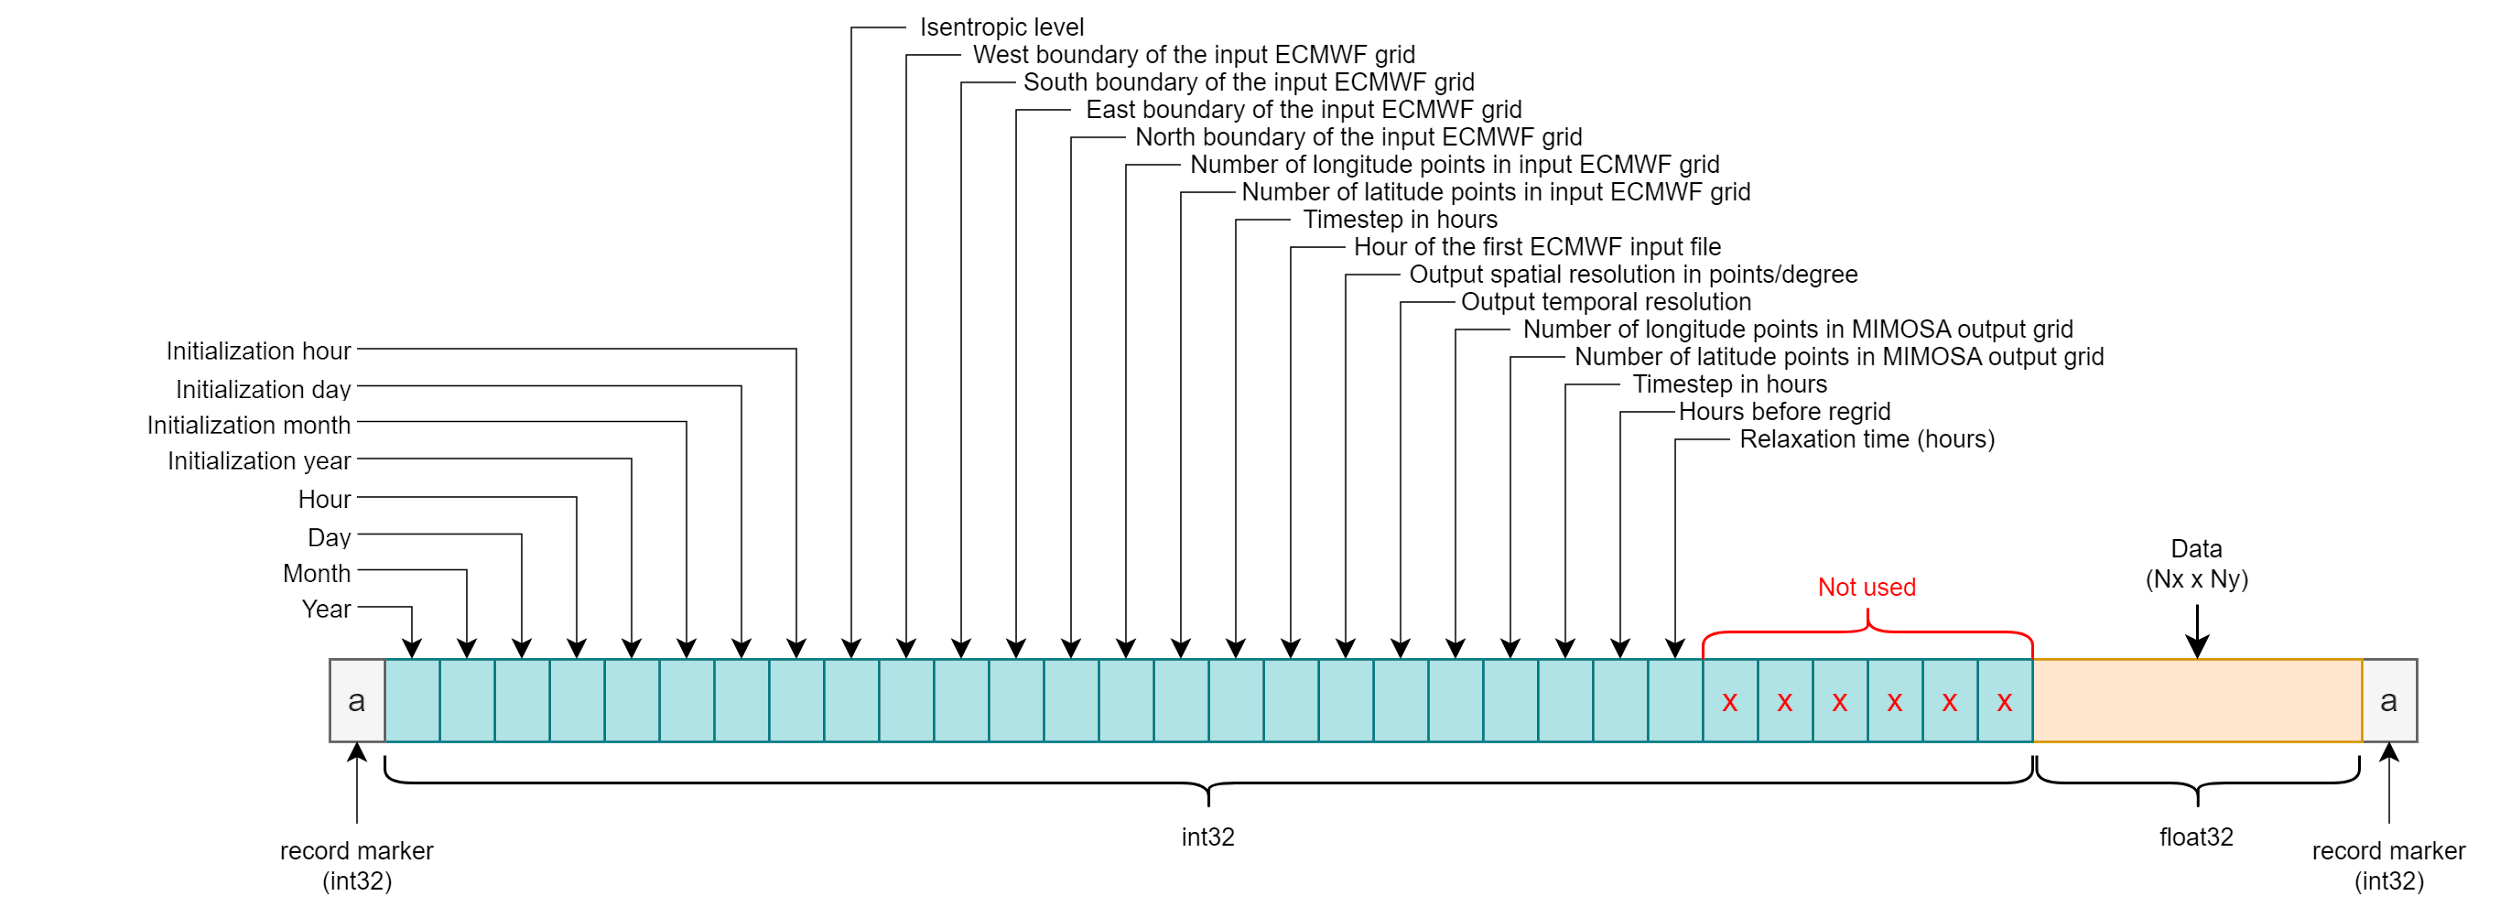 Isentropic level
West boundary of the input ECMWF grid
South boundary of the input ECMWF grid
East boundary of the input ECMWF grid
North boundary of the input ECMWF grid
Number of longitude points in input ECMWF grid
Number of latitude points in input ECMWF grid
Timestep in hours
Hour of the first ECMWF input file
Output spatial resolution in points/degree
Output temporal resolution
Number of longitude points in MIMOSA output grid
Number of latitude points in MIMOSA output grid
Timestep in hours
Hours before regrid
Relaxation time (hours)
Initialization hour
Initialization day
Initialization month
Initialization year
Hour
Day
Month
Year
Not used
Data
(Nx x Ny)
a x x x x x x a
int32
float32
record marker
(int32)
record marker
(int32)